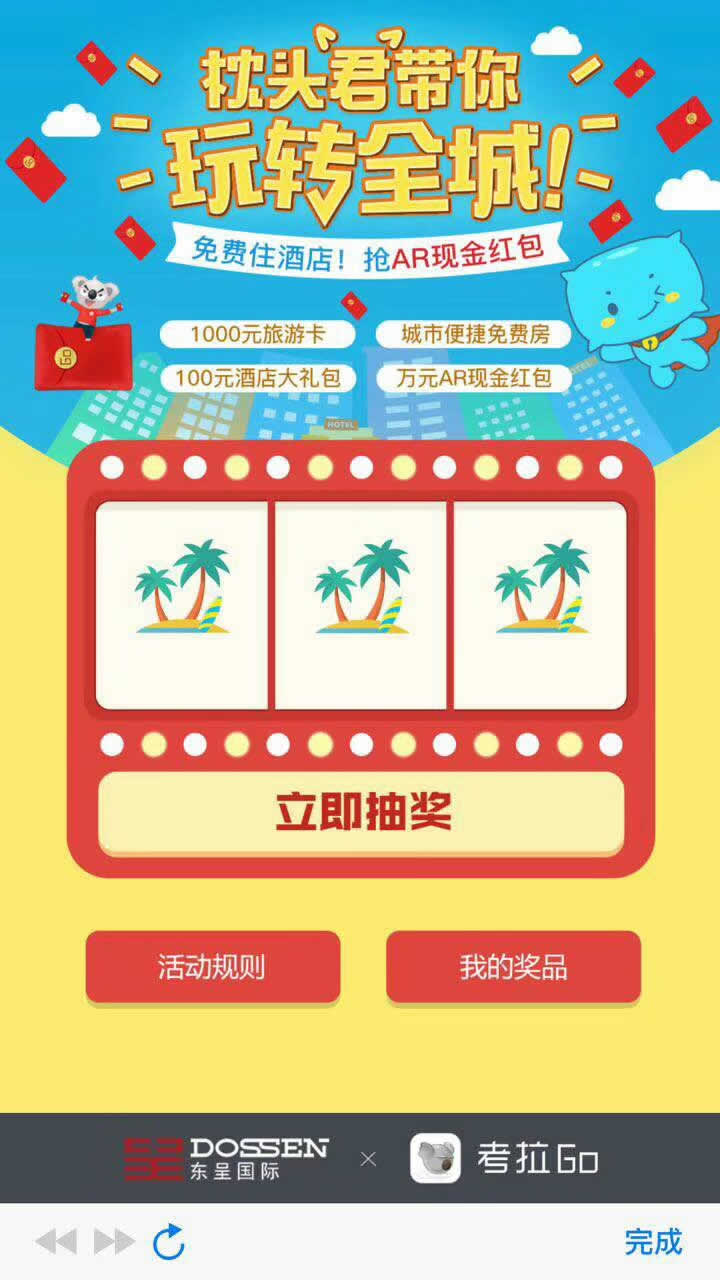 枕头君带你
玩转全城!
免费住酒店！抢AR现金红包
1000元旅游卡
城市便捷免费房
100元酒店大礼包
万元AR现金红包
HOTEL
立即抽奖
活动规则
我的奖品
DOSSEN
东呈国际
×
考拉Go
完成